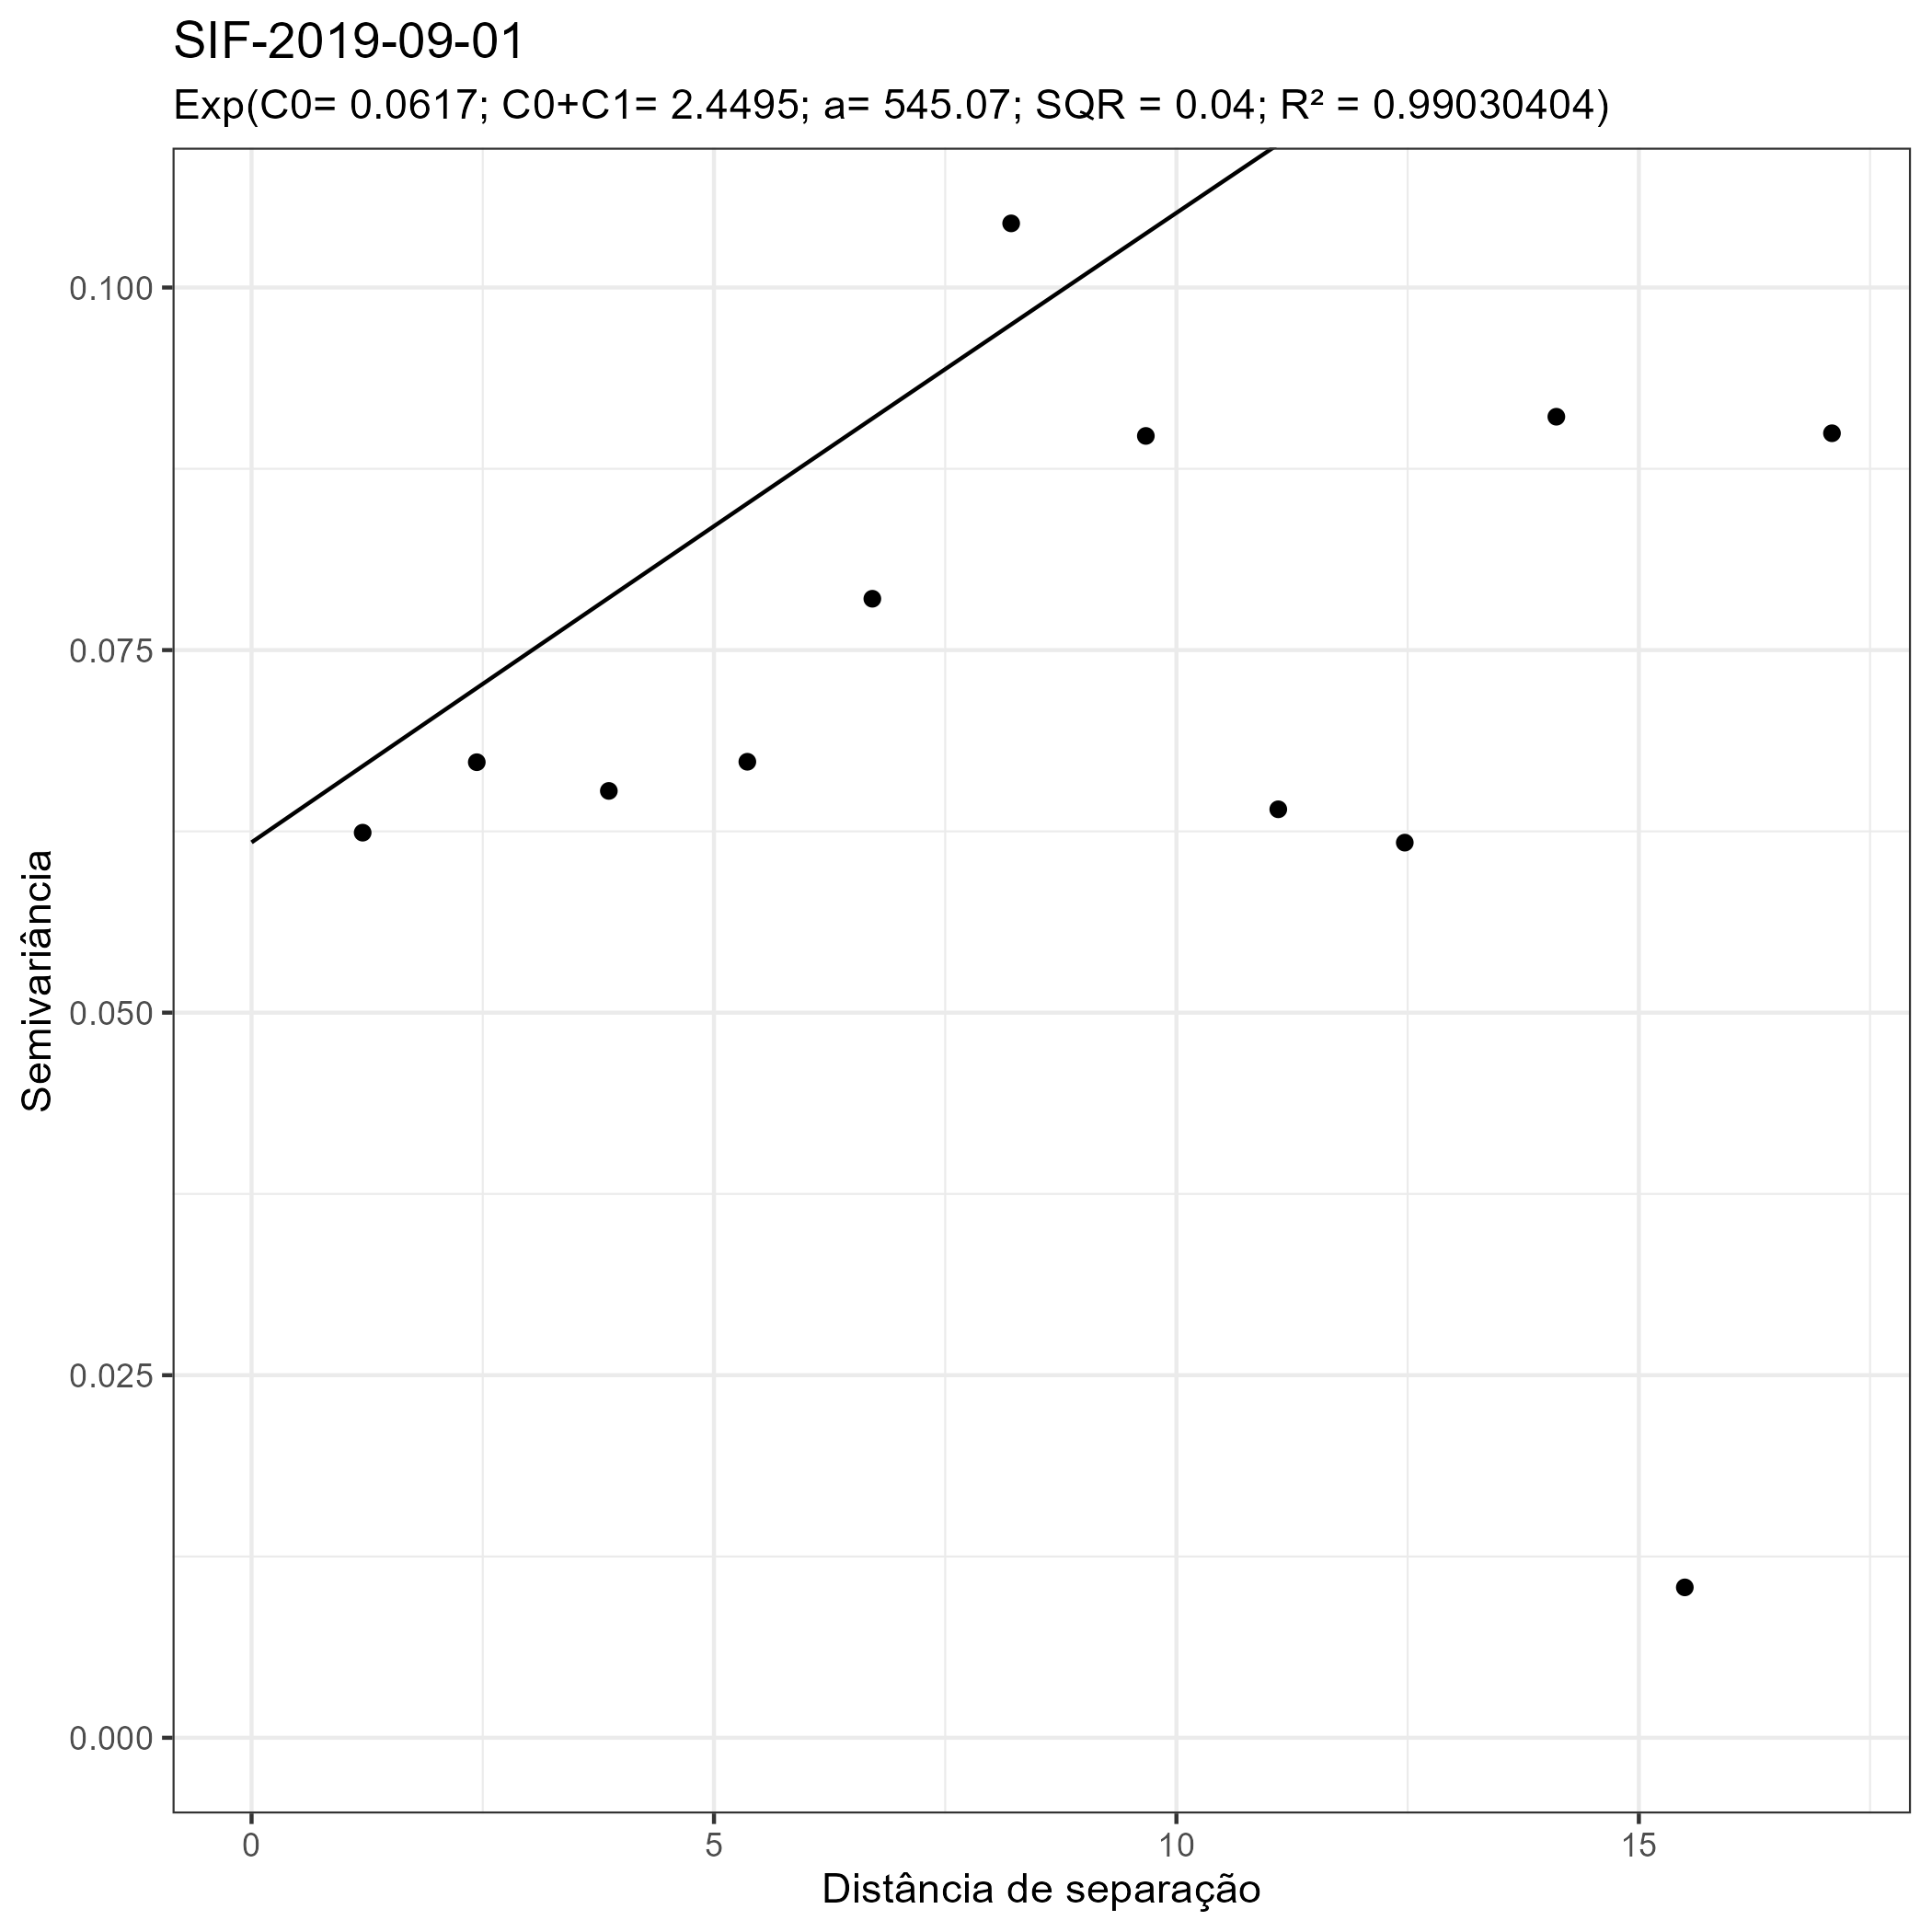 SIF-2019-09-01
Exp(C0= 0.0617; C0+C1= 2.4495; a= 545.07; SQR = 0.04; R² = 0.99030404)
Semivariância
0.100
0.075
0.050
0.025
0.000
0 5 10 15
Distância de separação